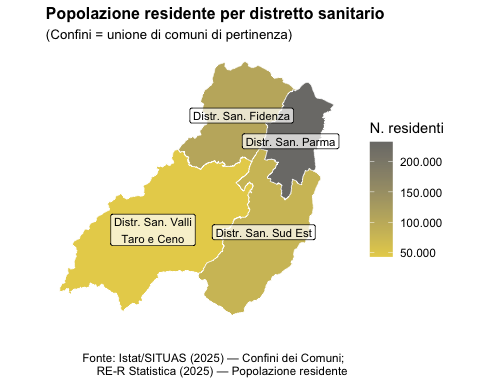 Popolazione residente per distretto sanitario
(Confini = unione di comuni di pertinenza)
Distr. San. Fidenza
Distr. San. Parma
Distr. San. Valli
Taro e Ceno
Distr. San. Sud Est
N. residenti
200.000
150.000
100.000
50.000
Fonte: Istat/SITUAS (2025) — Confini dei Comuni;
RE-R Statistica (2025) — Popolazione residente